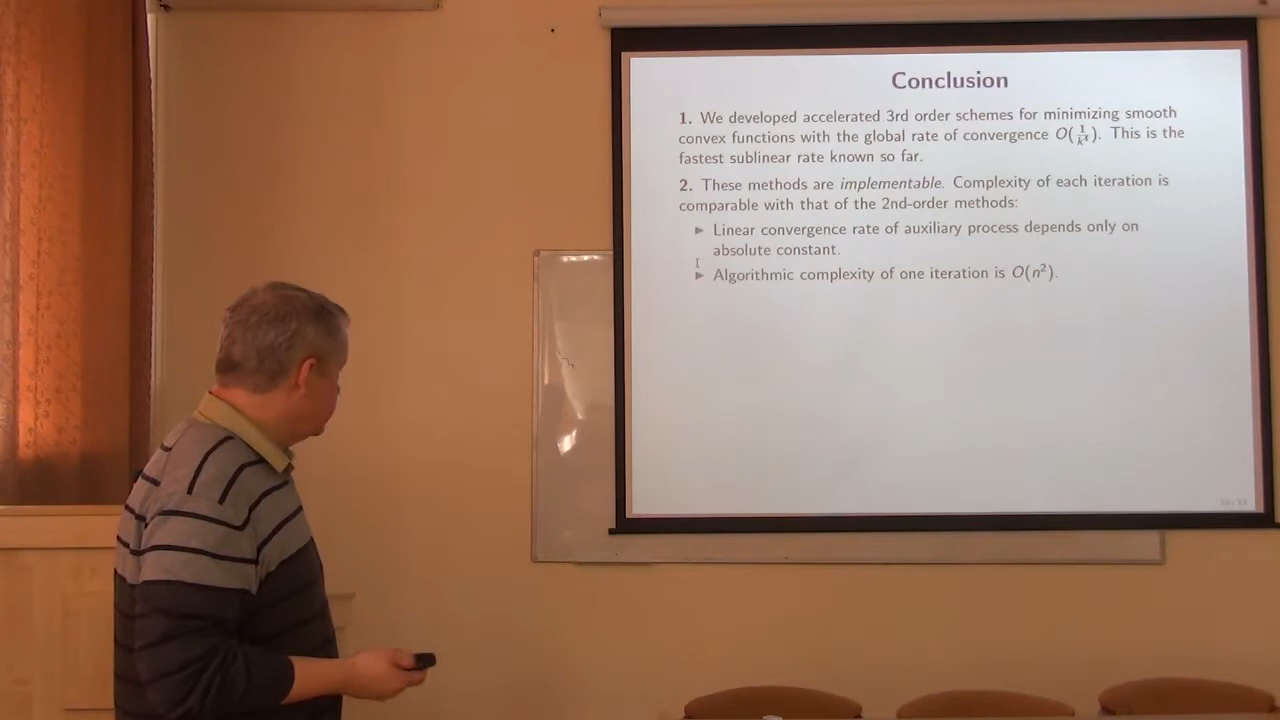 Conclusion
1. We developed accelerated 3rd order schemes for minimizing smooth
convex functions with the global rate of convergence O(1/k⁴). This is the
fastest sublinear rate known so far.
2. These methods are implementable. Complexity of each iteration is
comparable with that of the 2nd-order methods:
▶ Linear convergence rate of auxiliary process depends only on
absolute constant.
▶ Algorithmic complexity of one iteration is O(n²).